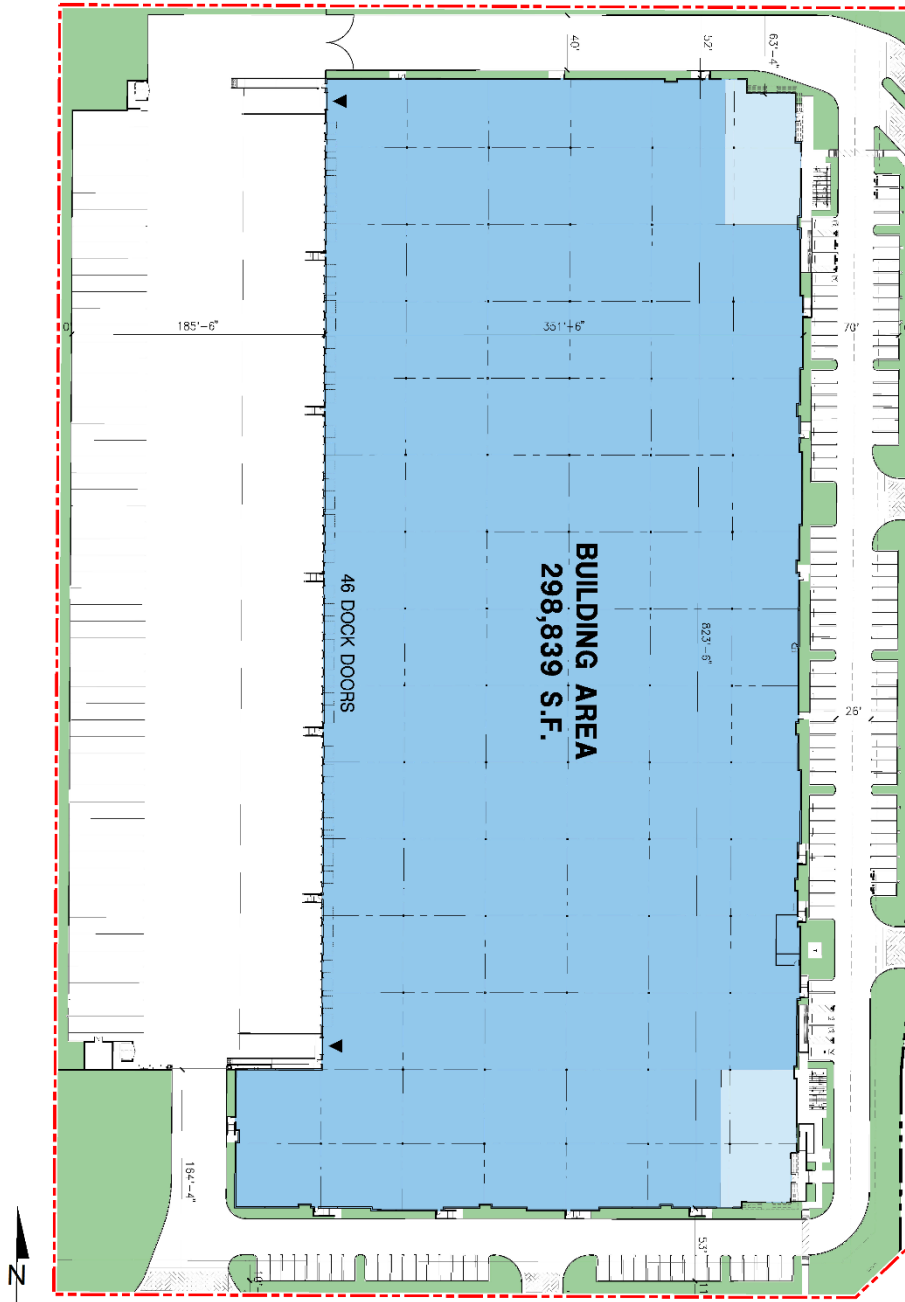 40'
52'
63'-4"
185'-6"
351'-6"
70'
BUILDING AREA
298,839 S.F.
46 DOCK DOORS
823'-6"
26'
164'-4"
53'
N